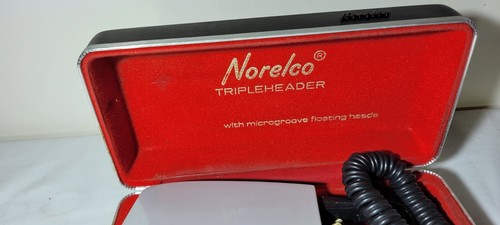 Norelco®
TRIPLEHEADER
with microgroove floating heads